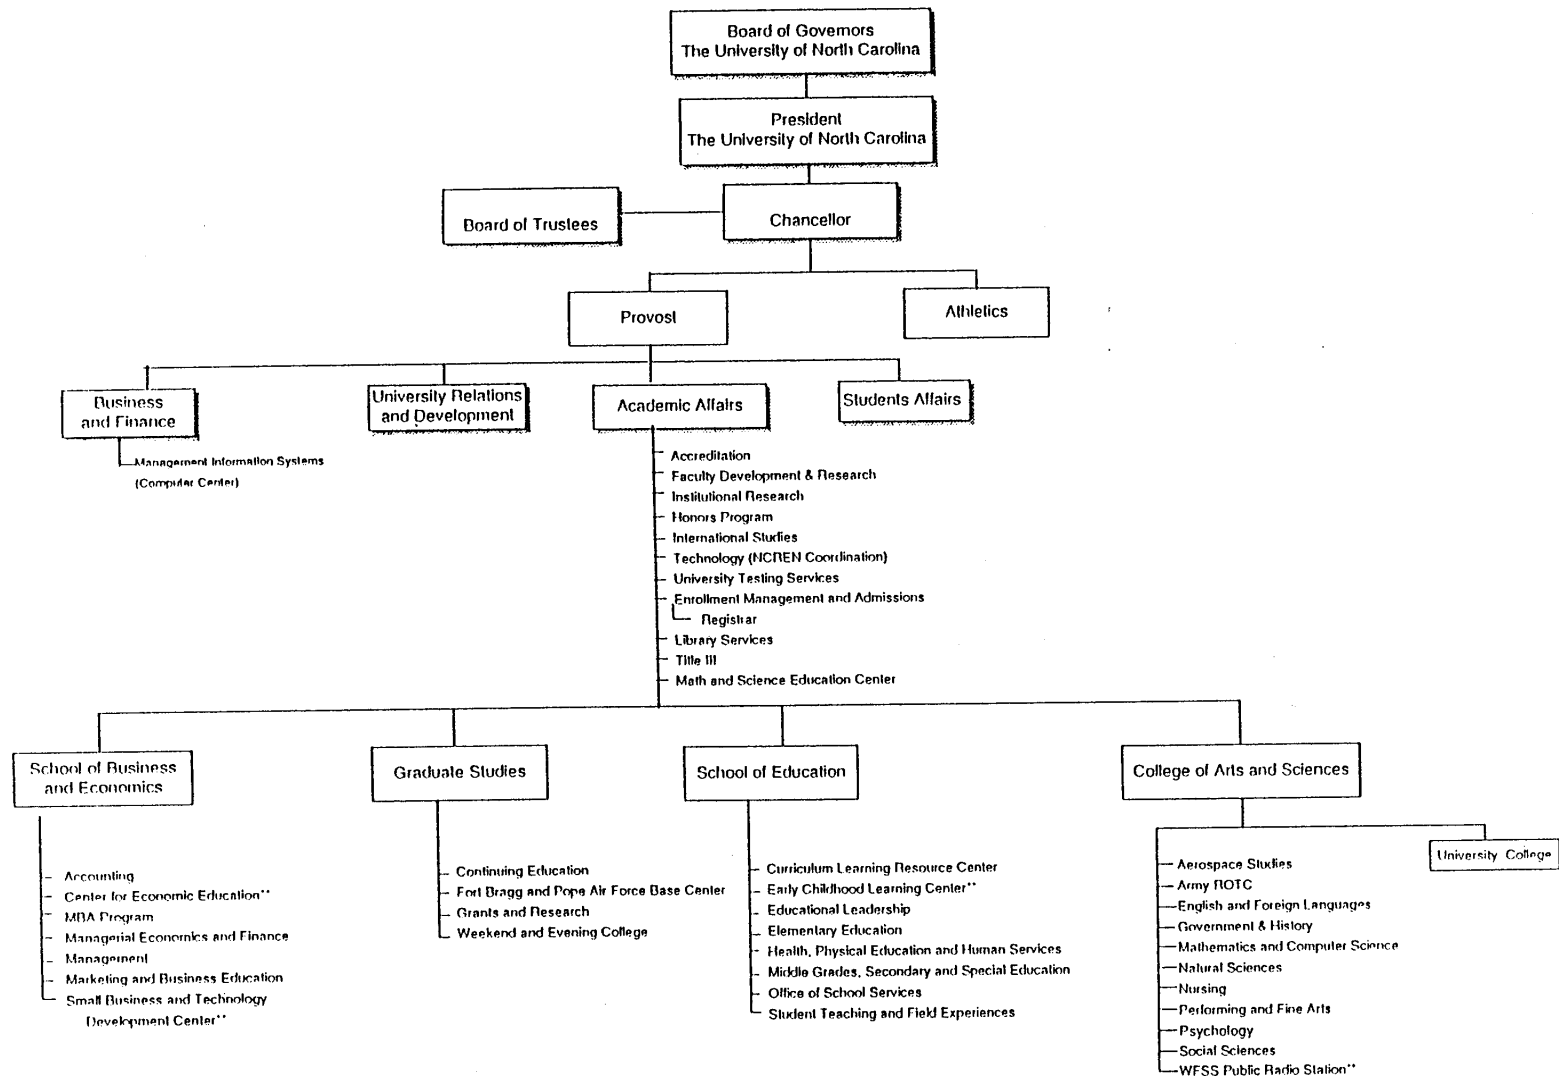 Board of Governors
The University of North Carolina
President
The University of North Carolina
Board of Trustees
Chancellor
Provost
Athletics
Business
and Finance
University Relations
and Development
Academic Affairs
Students Affairs
Management Information Systems
(Computer Center)
Accreditation
Faculty Development & Research
Institutional Research
Honors Program
International Studies
Technology (NCREN Coordination)
University Testing Services
Enrollment Management and Admissions
Registrar
Library Services
Title III
Math and Science Education Center
School of Business
and Economics
Graduate Studies
School of Education
College of Arts and Sciences
Accounting
Center for Economic Education**
MBA Program
Managerial Economics and Finance
Management
Marketing and Business Education
Small Business and Technology
Development Center**
Continuing Education
Fort Bragg and Pope Air Force Base Center
Grants and Research
Weekend and Evening College
Curriculum Learning Resource Center
Early Childhood Learning Center**
Educational Leadership
Elementary Education
Health, Physical Education and Human Services
Middle Grades, Secondary and Special Education
Office of School Services
Student Teaching and Field Experiences
University College
Aerospace Studies
Army ROTC
English and Foreign Languages
Government & History
Mathematics and Computer Science
Natural Sciences
Nursing
Performing and Fine Arts
Psychology
Social Sciences
WFSS Public Radio Station**